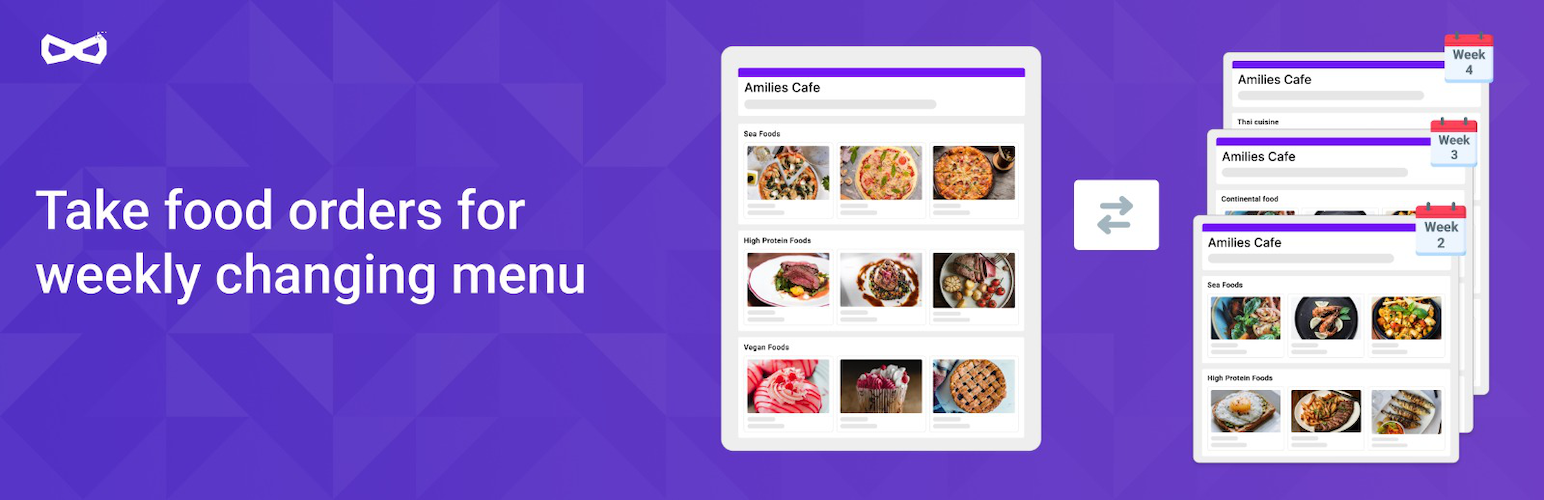 Take food orders for
weekly changing menu
Amilies Cafe
Sea Foods
High Protein Foods
Vegan Foods
Week
4
Amilies Cafe
Thai cuisine
Week
3
Amilies Cafe
Continental food
Week
2
Amilies Cafe
Sea Foods
High Protein Foods